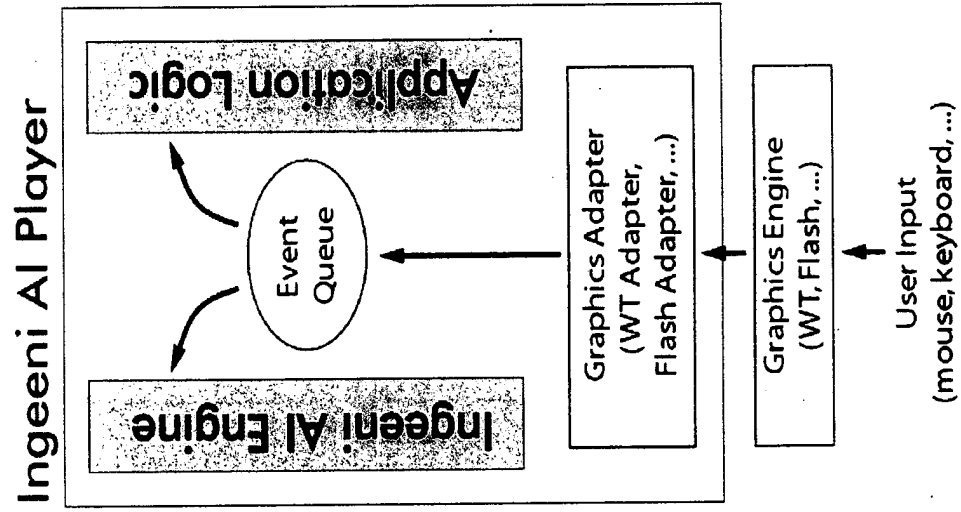 Ingeeni AI Player
Ingeeni AI Engine
Application Logic
Event
Queue
Graphics Adapter
(WT Adapter,
Flash Adapter, ...)
Graphics Engine
(WT, Flash, ...)
User Input
(mouse, keyboard, ...)